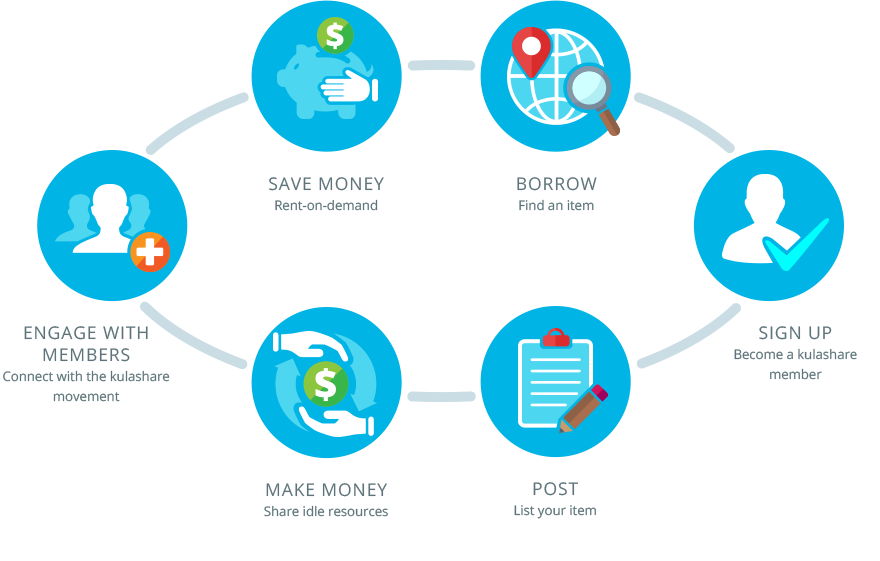 $
SAVE MONEY
Rent-on-demand
BORROW
Find an item
ENGAGE WITH
MEMBERS
Connect with the kulashare
movement
SIGN UP
Become a kulashare
member
$
MAKE MONEY
Share idle resources
POST
List your item